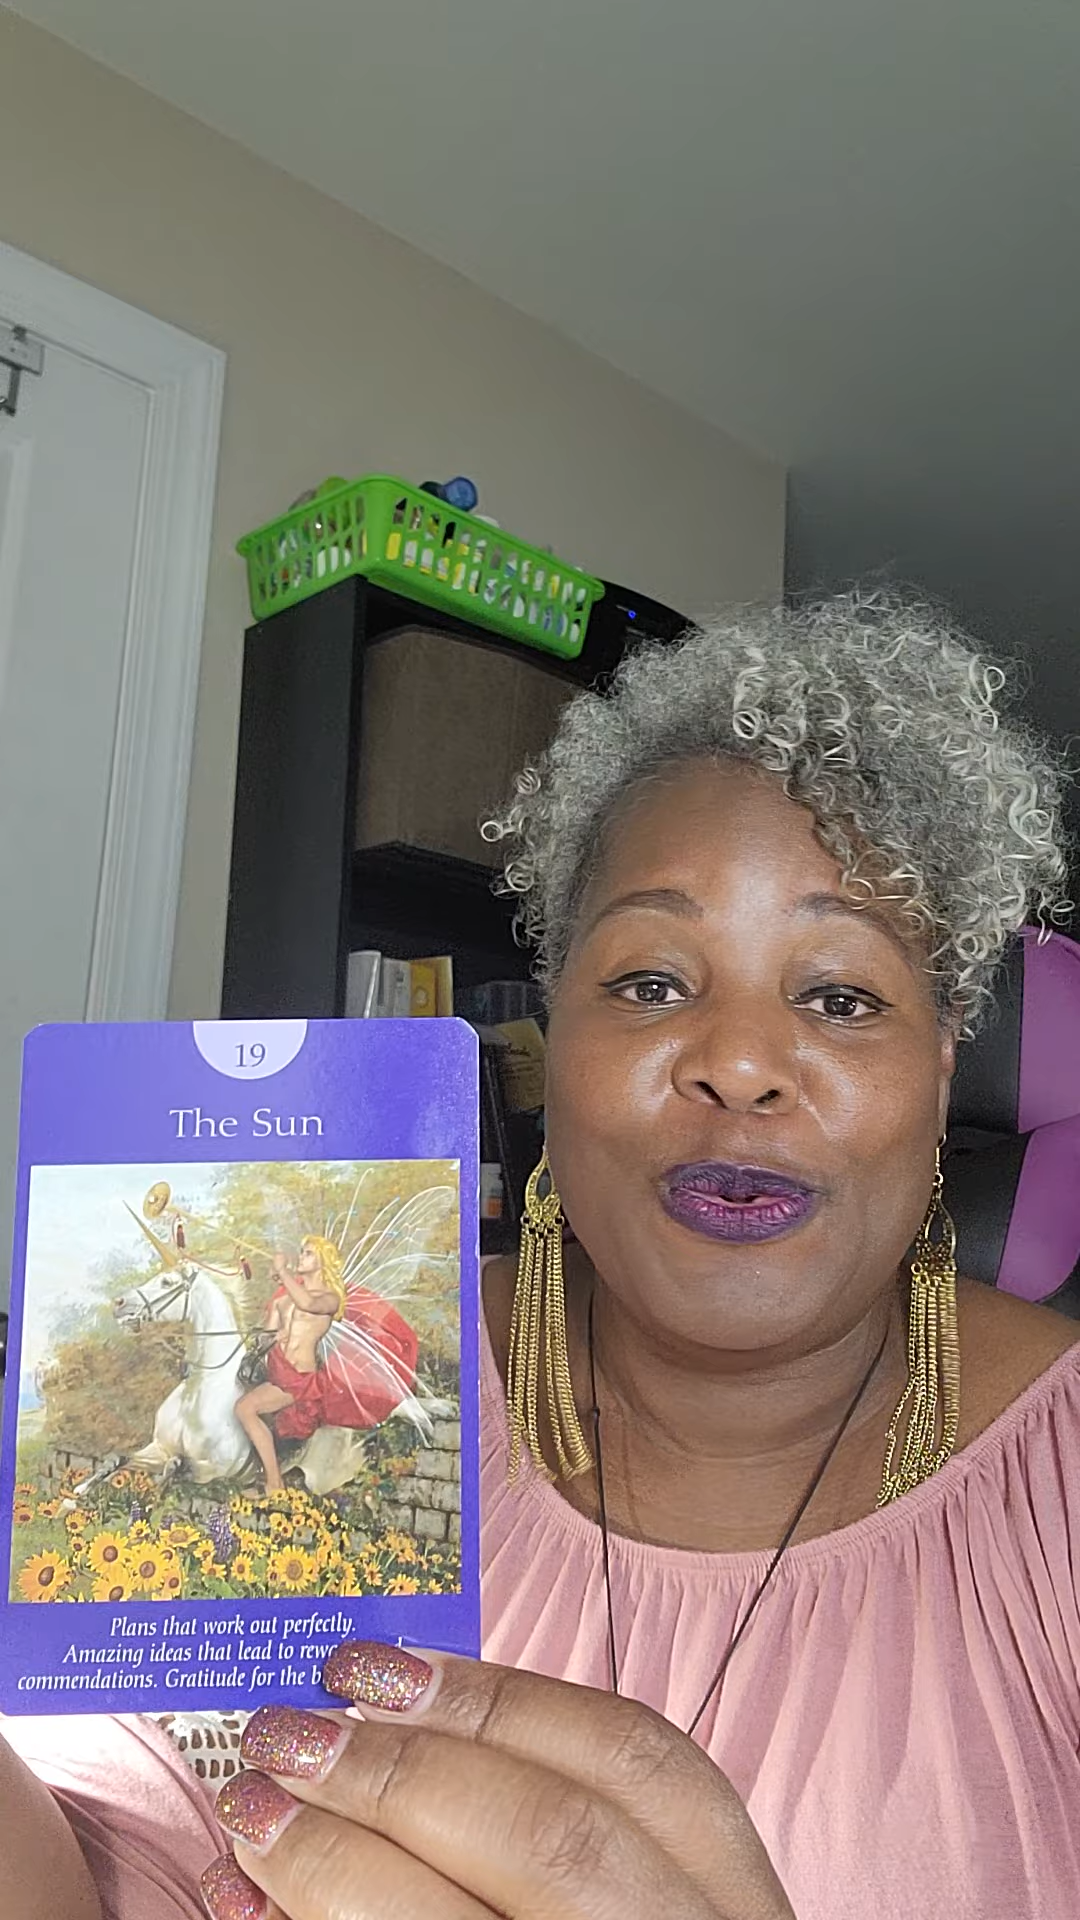 19
The Sun
Plans that work out perfectly.
Amazing ideas that lead to
commendations. Gratitude for the